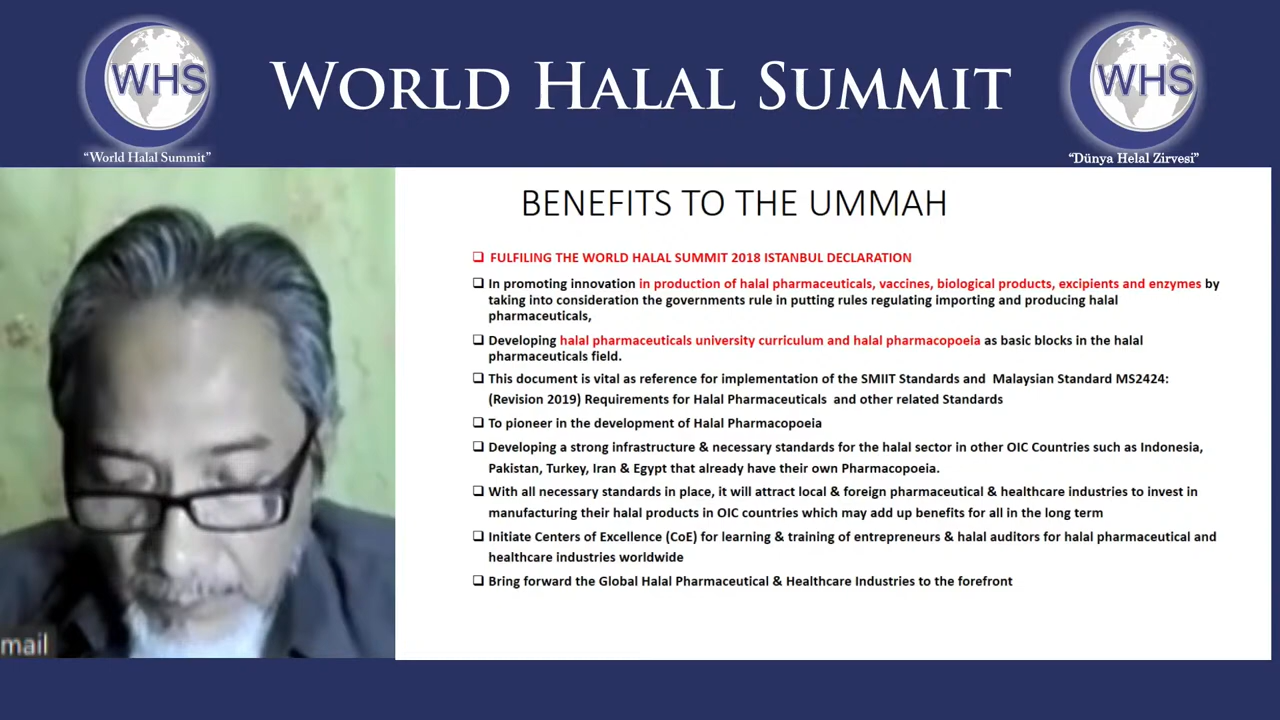 WHS
"World Halal Summit"
WORLD HALAL SUMMIT
WHS
"Dünya Helal Zirvesi"
BENEFITS TO THE UMMAH
FULFILING THE WORLD HALAL SUMMIT 2018 ISTANBUL DECLARATION
In promoting innovation in production of halal pharmaceuticals, vaccines, biological products, excipients and enzymes by
taking into consideration the governments rule in putting rules regulating importing and producing halal
pharmaceuticals,
Developing halal pharmaceuticals university curriculum and halal pharmacopoeia as basic blocks in the halal
pharmaceuticals field.
This document is vital as reference for implementation of the SMIIT Standards and Malaysian Standard MS2424:
(Revision 2019) Requirements for Halal Pharmaceuticals and other related Standards
To pioneer in the development of Halal Pharmacopoeia
Developing a strong infrastructure & necessary standards for the halal sector in other OIC Countries such as Indonesia,
Pakistan, Turkey, Iran & Egypt that already have their own Pharmacopoeia.
With all necessary standards in place, it will attract local & foreign pharmaceutical & healthcare industries to invest in
manufacturing their halal products in OIC countries which may add up benefits for all in the long term
Initiate Centers of Excellence (CoE) for learning & training of entrepreneurs & halal auditors for halal pharmaceutical and
healthcare industries worldwide
Bring forward the Global Halal Pharmaceutical & Healthcare Industries to the forefront
mail